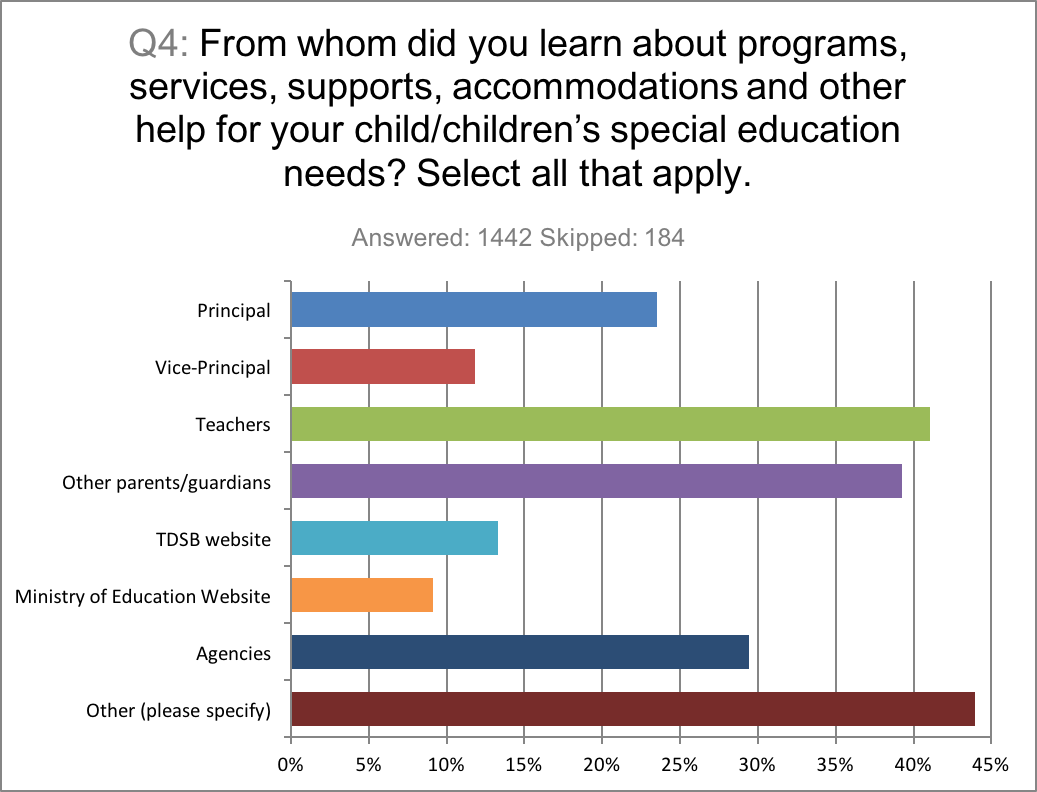 Q4: From whom did you learn about programs,
services, supports, accommodations and other
help for your child/children’s special education
needs? Select all that apply.
Answered: 1442 Skipped: 184
Principal
Vice-Principal
Teachers
Other parents/guardians
TDSB website
Ministry of Education Website
Agencies
Other (please specify)
0% 5% 10% 15% 20% 25% 30% 35% 40% 45%